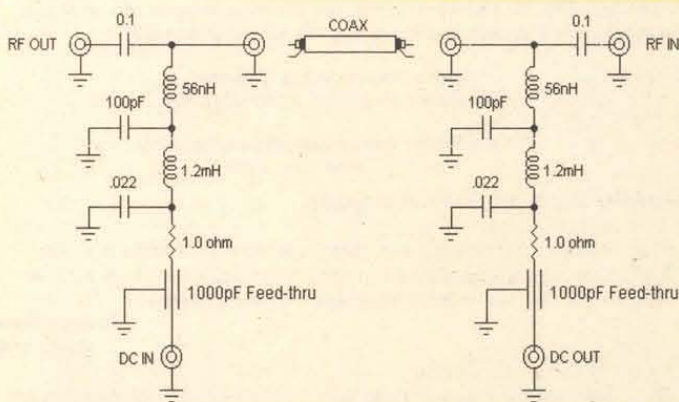 0.1
COAX
0.1
RF OUT
RF IN
56nH
56nH
100pF
100pF
1.2mH
1.2mH
.022
.022
1.0 ohm
1.0 ohm
1000pF Feed-thru
1000pF Feed-thru
DC IN
DC OUT